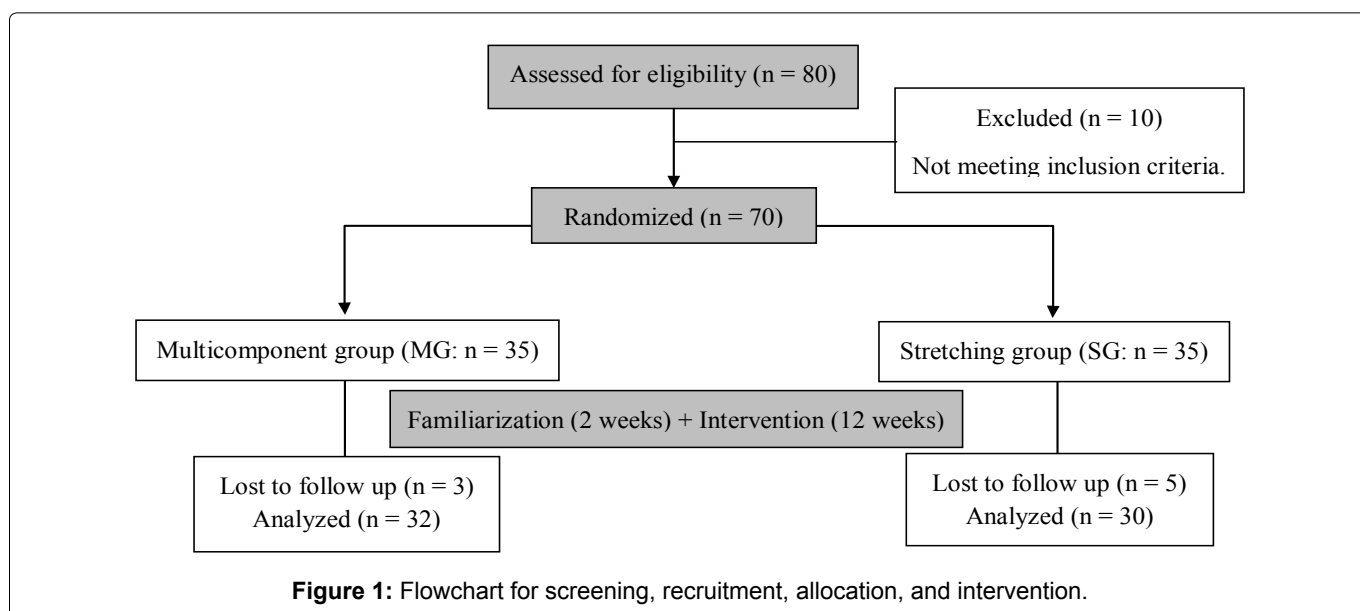 Assessed for eligibility (n = 80)
Excluded (n = 10)
Not meeting inclusion criteria.
Randomized (n = 70)
Multicomponent group (MG: n = 35)
Stretching group (SG: n = 35)
Familiarization (2 weeks) + Intervention (12 weeks)
Lost to follow up (n = 3)
Analyzed (n = 32)
Lost to follow up (n = 5)
Analyzed (n = 30)
Figure 1: Flowchart for screening, recruitment, allocation, and intervention.